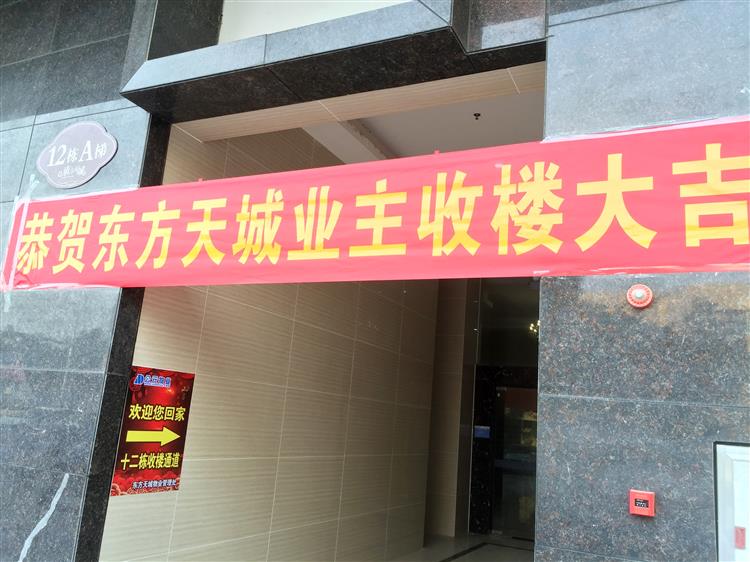 12栋A梯
恭贺东方天城业主收楼大吉
欢迎您回家
十二栋收楼通道
东方天城物业管理处